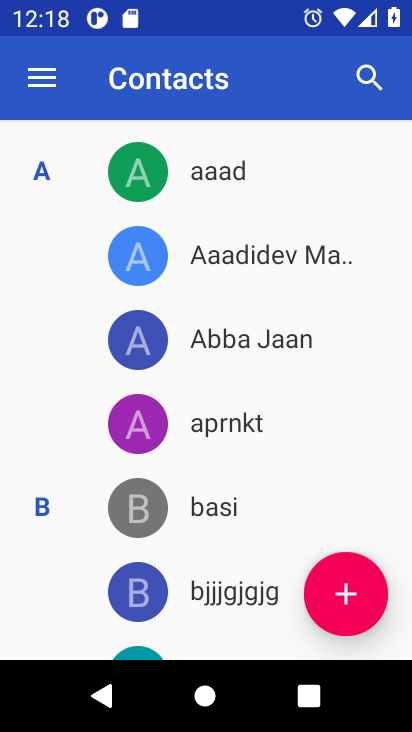 12:18
Contacts
A
A
aaad
A
Aaadidev Ma..
A
Abba Jaan
A
aprnkt
B
B
basi
B
bjjjgjgjg